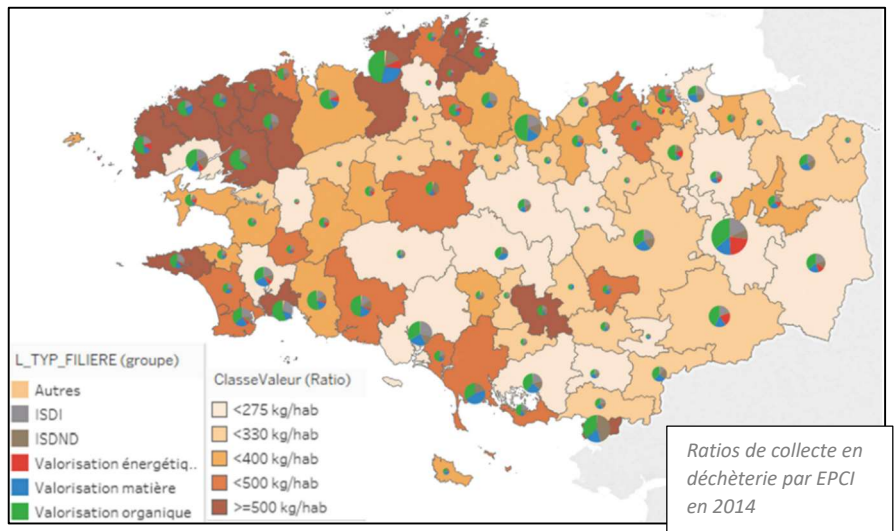 L_TYP_FILIERE (groupe)
Autres
ISDI
ISDND
Valorisation énergétiq..
Valorisation matière
Valorisation organique
ClasseValeur (Ratio)
<275 kg/hab
<330 kg/hab
<400 kg/hab
<500 kg/hab
>=500 kg/hab
Ratios de collecte en
déchèterie par EPCI
en 2014